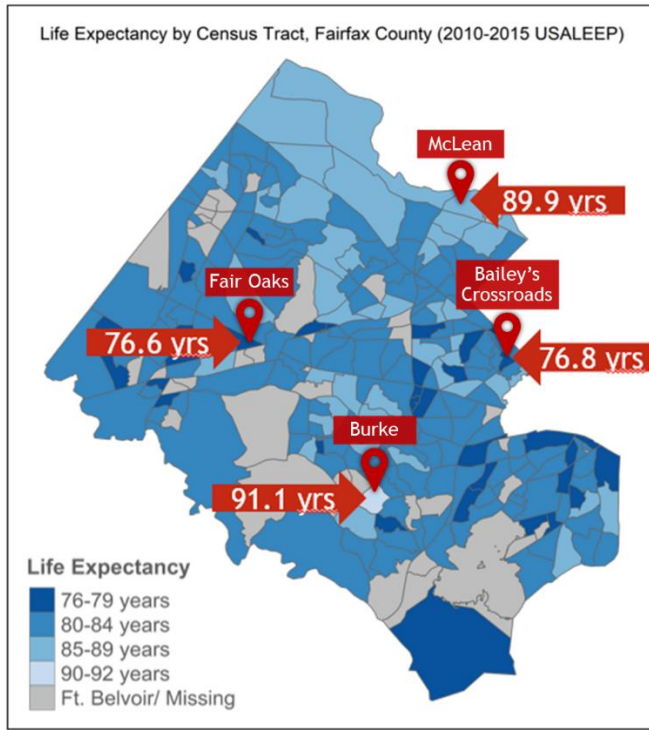 Life Expectancy by Census Tract, Fairfax County (2010-2015 USALEEP)
McLean
89.9 yrs
Fair Oaks
Bailey's
Crossroads
76.6 yrs
76.8 yrs
Burke
91.1 yrs
Life Expectancy
76-79 years
80-84 years
85-89 years
90-92 years
Ft. Belvoir/ Missing